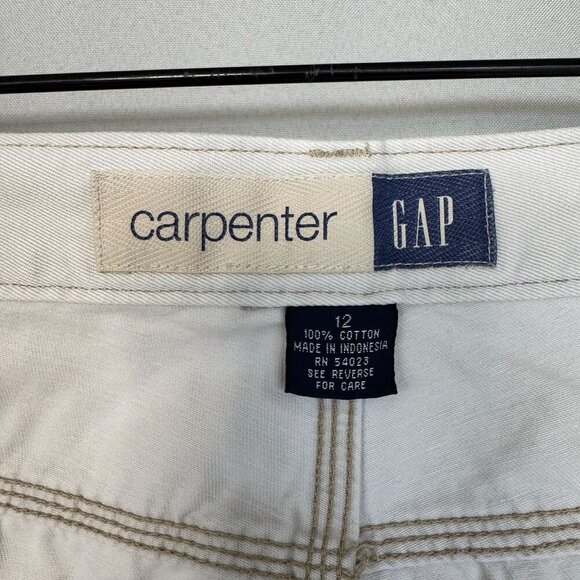 carpenter GAP
12
100% COTTON
MADE IN INDONESIA
RN 54023
SEE REVERSE
FOR CARE